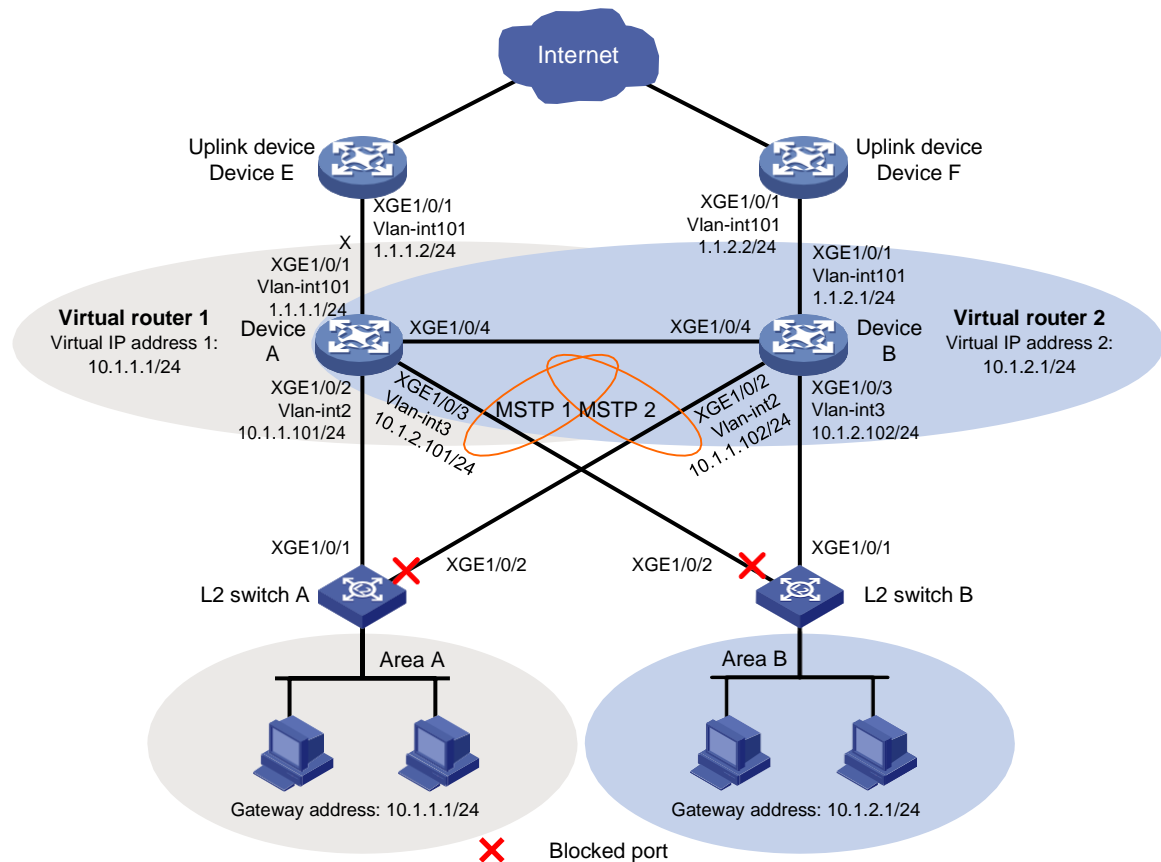 Internet
Uplink device
Device E
Uplink device
Device F
XGE1/0/1
Vlan-int101
1.1.1.2/24
XGE1/0/1
Vlan-int101
1.1.2.2/24
X
XGE1/0/1
Vlan-int101
1.1.1.1/24
XGE1/0/1
Vlan-int101
1.1.2.1/24
Virtual router 1
Virtual IP address 1:
10.1.1.1/24
Device
A
XGE1/0/4
XGE1/0/4
Device
B
Virtual router 2
Virtual IP address 2:
10.1.2.1/24
XGE1/0/2
Vlan-int2
10.1.1.101/24
XGE1/0/3
Vlan-int3
10.1.2.101/24
MSTP 1
MSTP 2
XGE1/0/2
Vlan-int2
10.1.1.102/24
XGE1/0/3
Vlan-int3
10.1.2.102/24
XGE1/0/1
XGE1/0/2
XGE1/0/2
XGE1/0/1
L2 switch A
L2 switch B
Area A
Area B
Gateway address: 10.1.1.1/24
Gateway address: 10.1.2.1/24
Blocked port